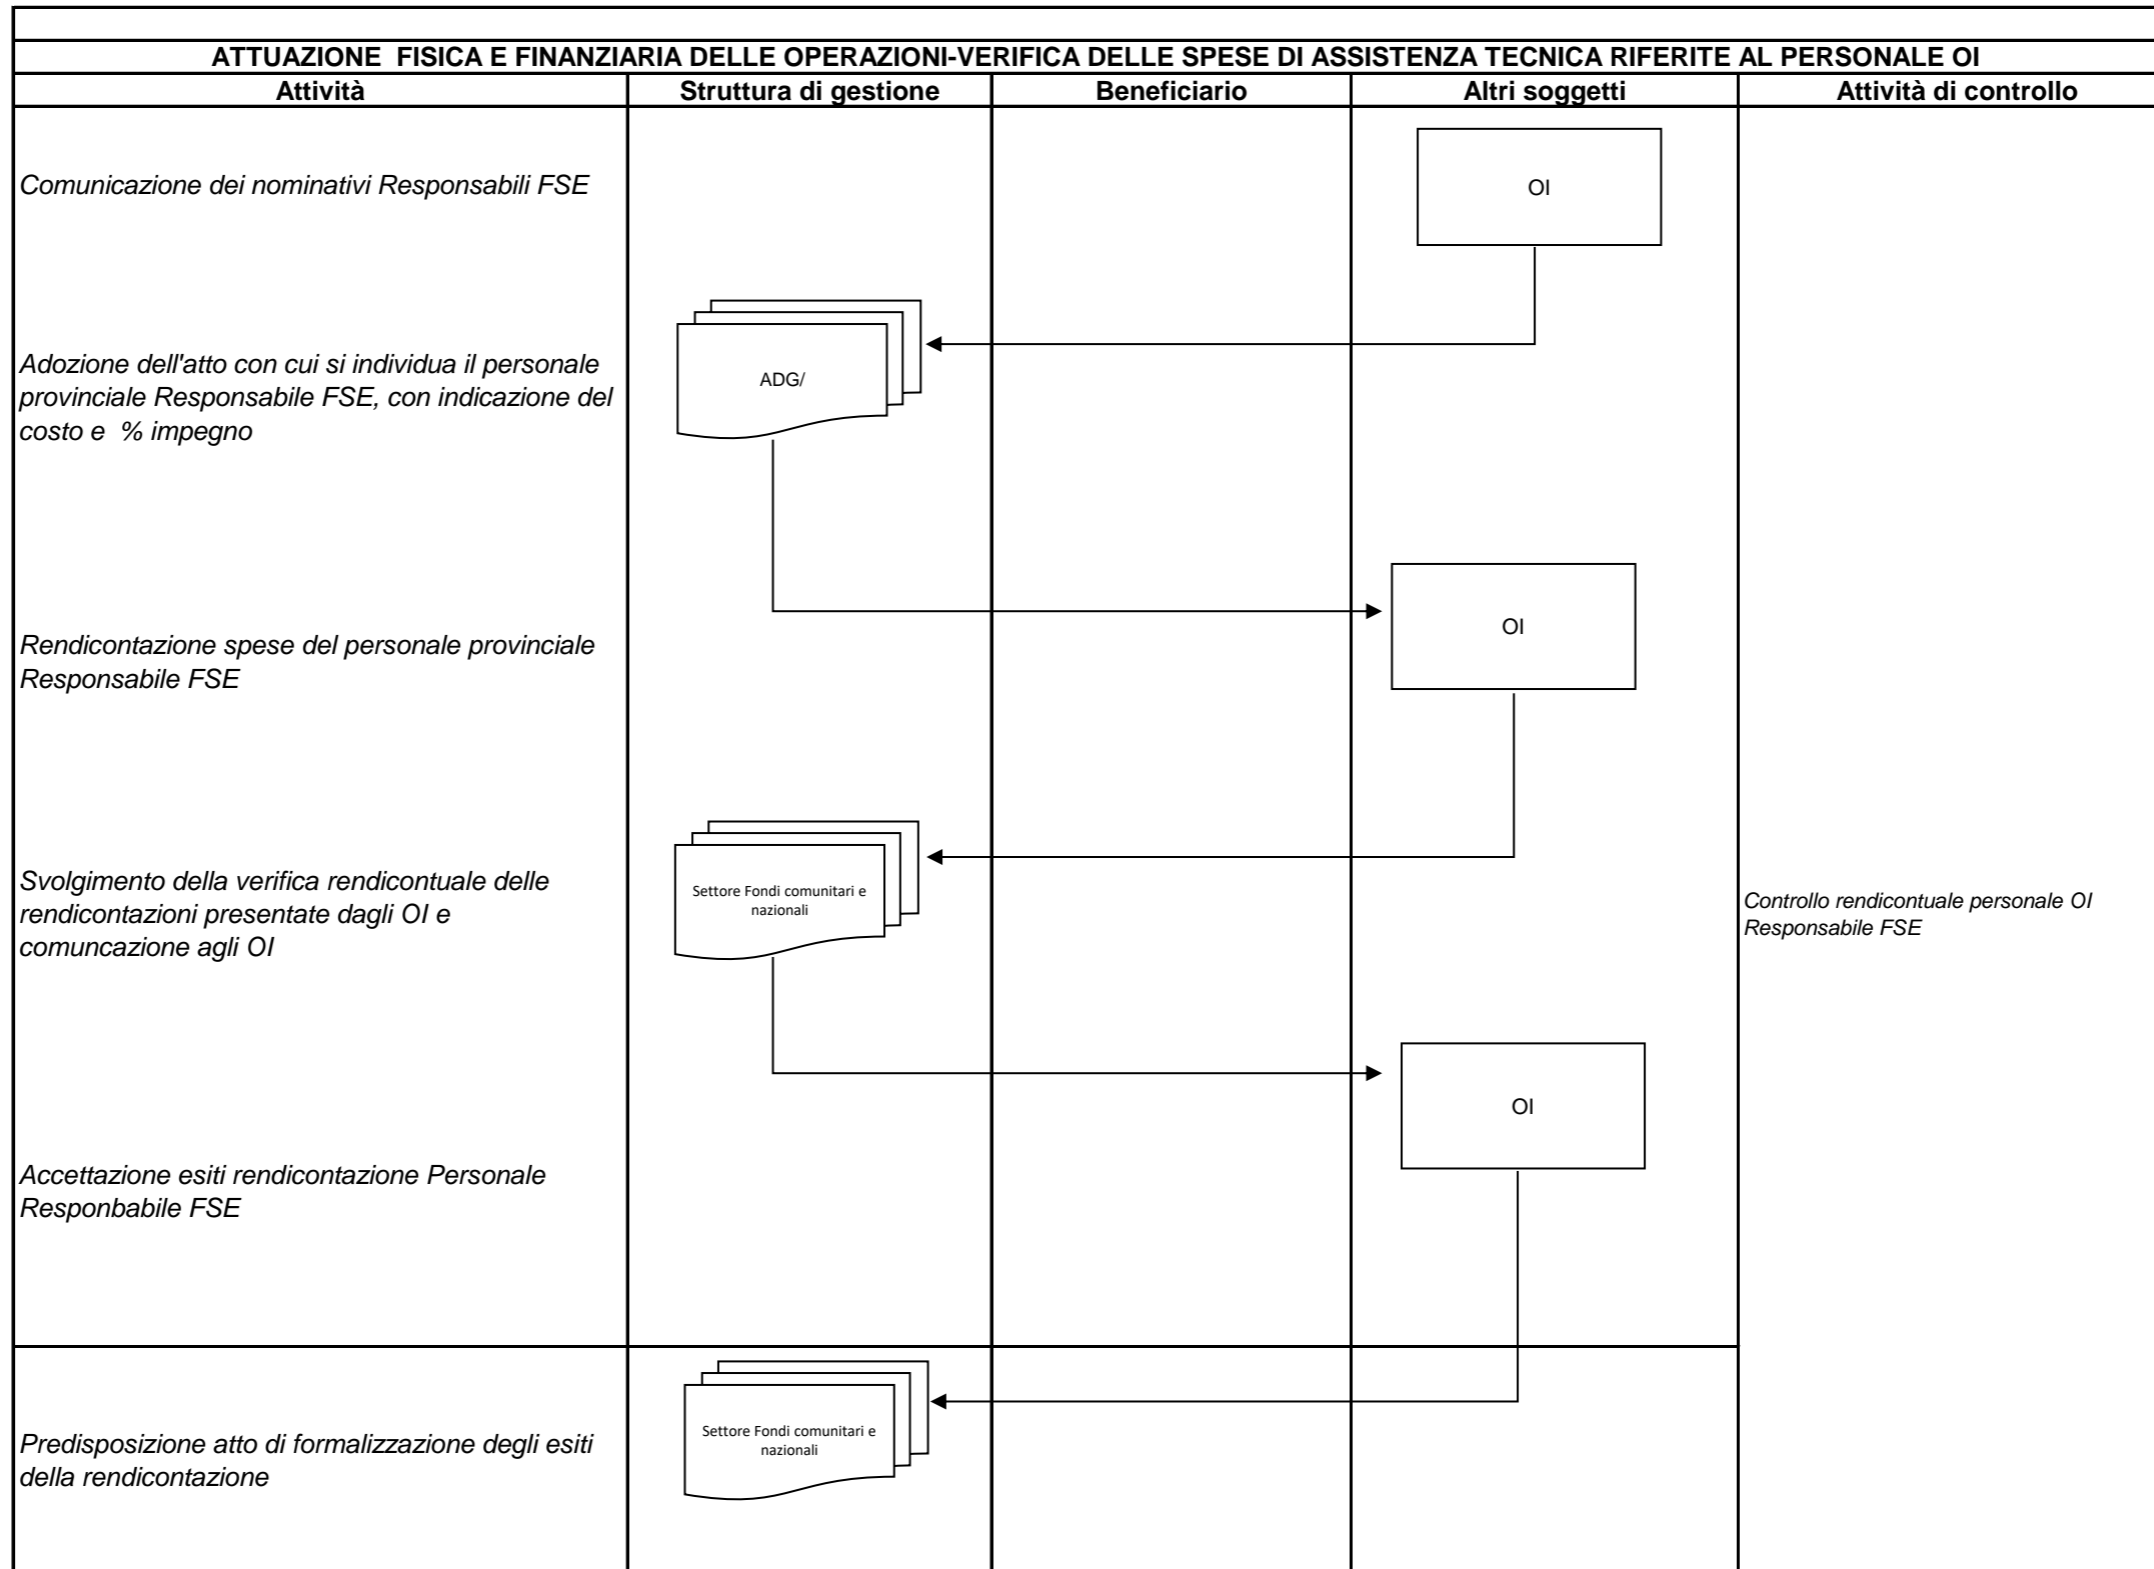 ATTUAZIONE  FISICA E FINANZIARIA DELLE OPERAZIONI-VERIFICA DELLE SPESE DI ASSISTENZA TECNICA RIFERITE AL PERSONALE OI
Attività
Struttura di gestione
Beneficiario
Altri soggetti
Attività di controllo
Comunicazione dei nominativi Responsabili FSE
OI
Adozione dell'atto con cui si individua il personale
provinciale Responsabile FSE, con indicazione del
costo e  % impegno
ADG/
Rendicontazione spese del personale provinciale
Responsabile FSE
OI
Svolgimento della verifica rendicontuale delle
rendicontazioni presentate dagli OI e
comuncazione agli OI
Settore Fondi comunitari e
nazionali
Controllo rendicontuale personale OI
Responsabile FSE
Accettazione esiti rendicontazione Personale
Responbabile FSE
OI
Predisposizione atto di formalizzazione degli esiti
della rendicontazione
Settore Fondi comunitari e
nazionali